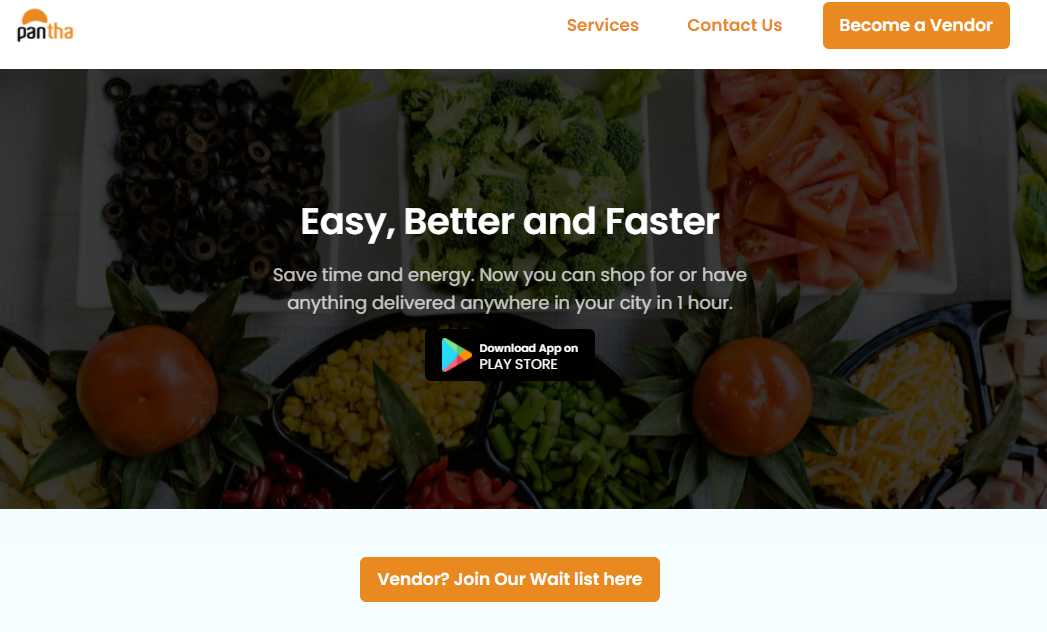 pantha
Services
Contact Us
Become a Vendor
Easy, Better and Faster
Save time and energy. Now you can shop for or have
anything delivered anywhere in your city in 1 hour.
Download App on
PLAY STORE
Vendor? Join Our Wait list here